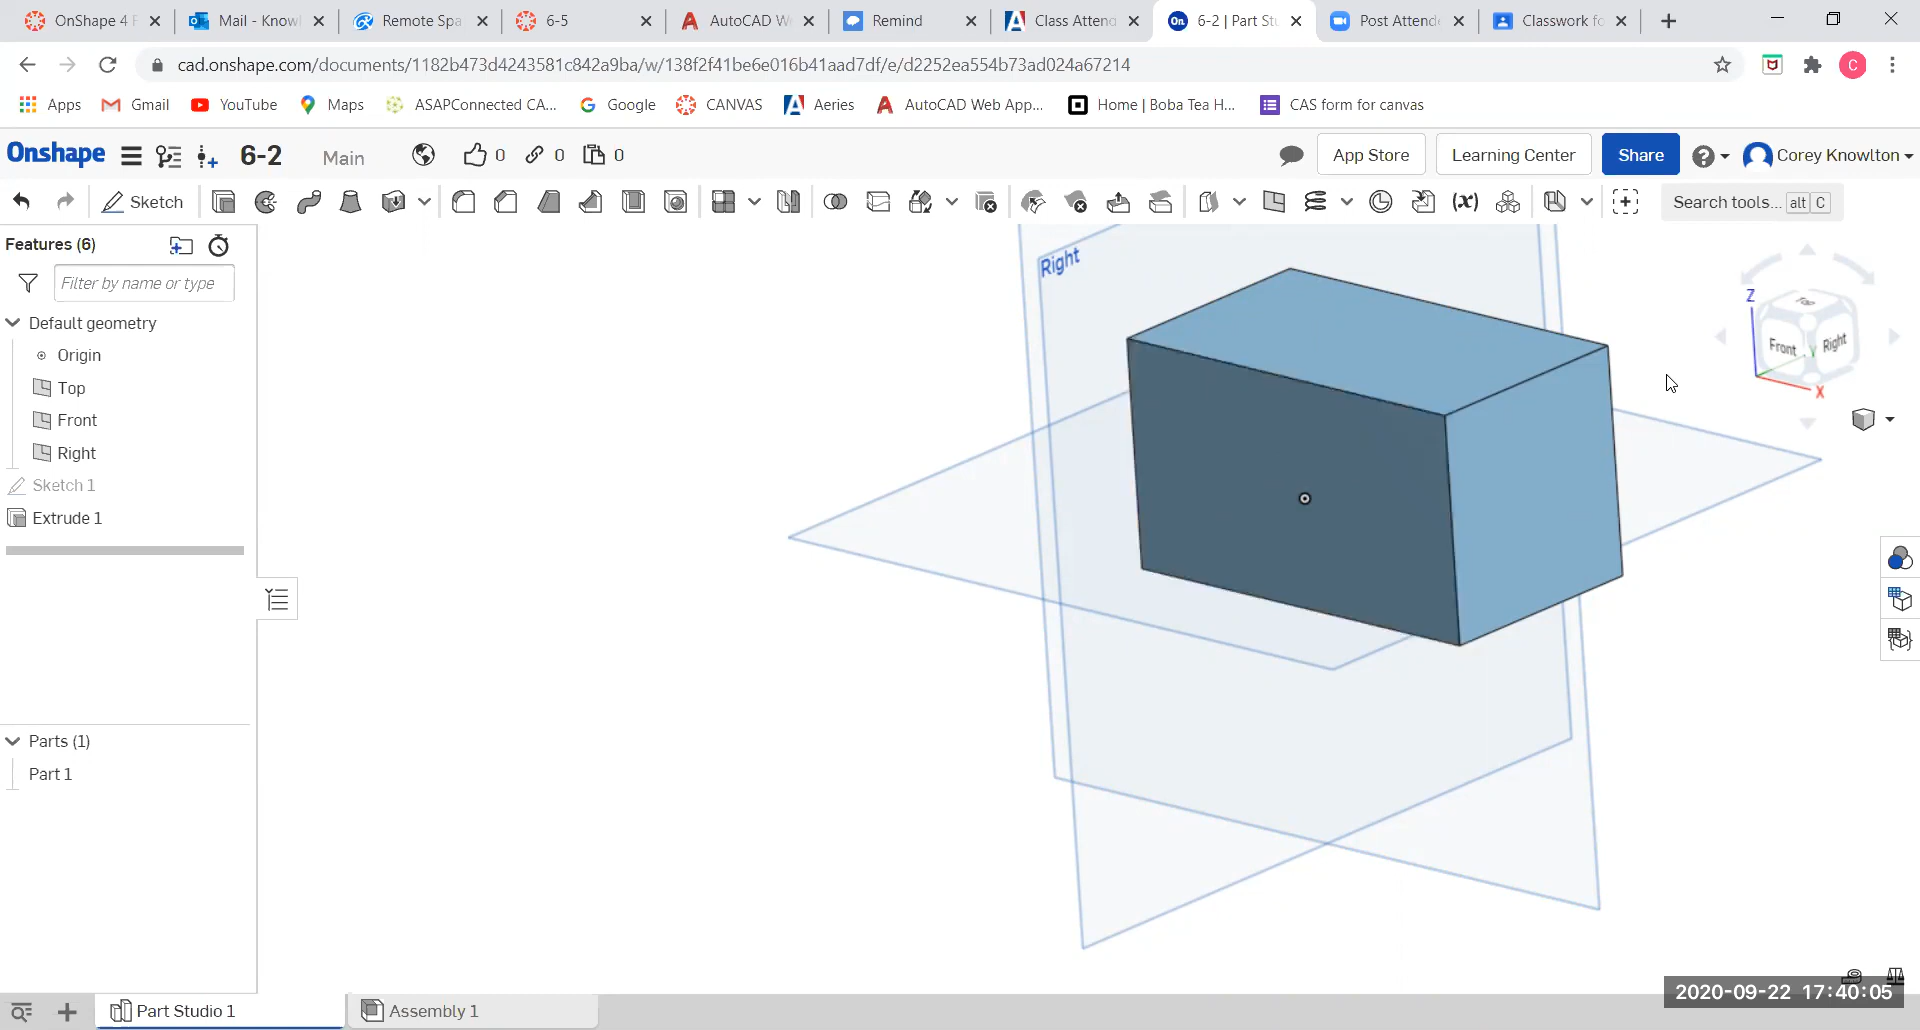 OnShape 4 F
Mail - Knowl
Remote Spa
6-5
AutoCAD W
Remind
Class Attend
6-2 | Part Stu
Post Attende
Classwork fo
cad.onshape.com/documents/1182b473d4243581c842a9ba/w/138f2f41be6e016b41aad7df/e/d2252ea554b73ad024a67214
C
Apps
Gmail
YouTube
Maps
ASAPConnected CA...
Google
CANVAS
Aeries
AutoCAD Web App...
Home | Boba Tea H...
CAS form for canvas
Onshape
6-2
Main
0
0
0
App Store
Learning Center
Share
Corey Knowlton
Sketch
(x)
Search tools... alt C
Features (6)
Filter by name or type
Default geometry
Origin
Top
Front
Right
Sketch 1
Extrude 1
Parts (1)
Part 1
Right
Z
Top
Front
Y
Right
X
2020-09-22 17:40:05
Part Studio 1
Assembly 1